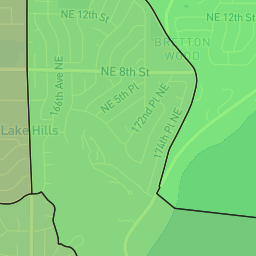 NE 12th St
NE 12th St
BRETTON
WOOD
NE 8th St
166th Ave NE
NE 5th Pl
172nd Pl NE
174th Pl NE
Lake Hills